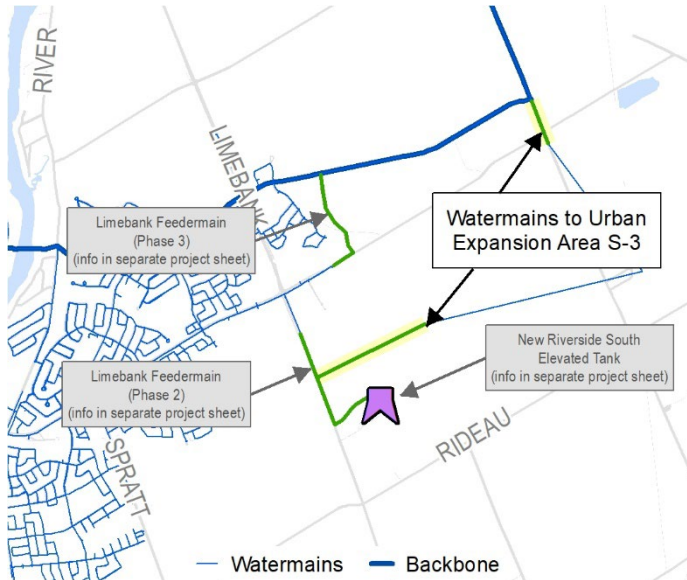 RIVER
LIMEBANK
Limebank Feedermain
(Phase 3)
(info in separate project sheet)
Watermains to Urban
Expansion Area S-3
New Riverside South
Elevated Tank
(info in separate project sheet)
Limebank Feedermain
(Phase 2)
(info in separate project sheet)
RIDEAU
SPRATT
Watermains
Backbone